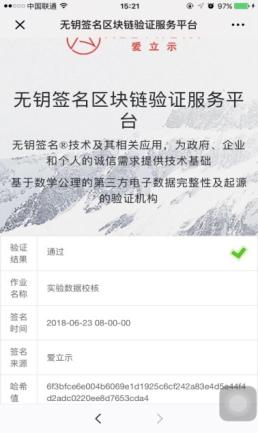 中国联通
15:21
97%
无钥签名区块链验证服务平台
爱立示
无钥签名区块链验证服务平
台
无钥签名®技术及其相关应用，为政府、企业
和个人的诚信需求提供技术基础
基于数学公理的第三方电子数据完整性及起源
的验证机构
验证
结果
通过
作业
名称
实验数据校核
签名
时间
2018-06-23 08-00-00
签名
来源
爱立示
哈希
值
6f3bfce6e004b6069e1d1925c6cf242a83e4d5e44f4
d2adc0220ee8d7653cda4